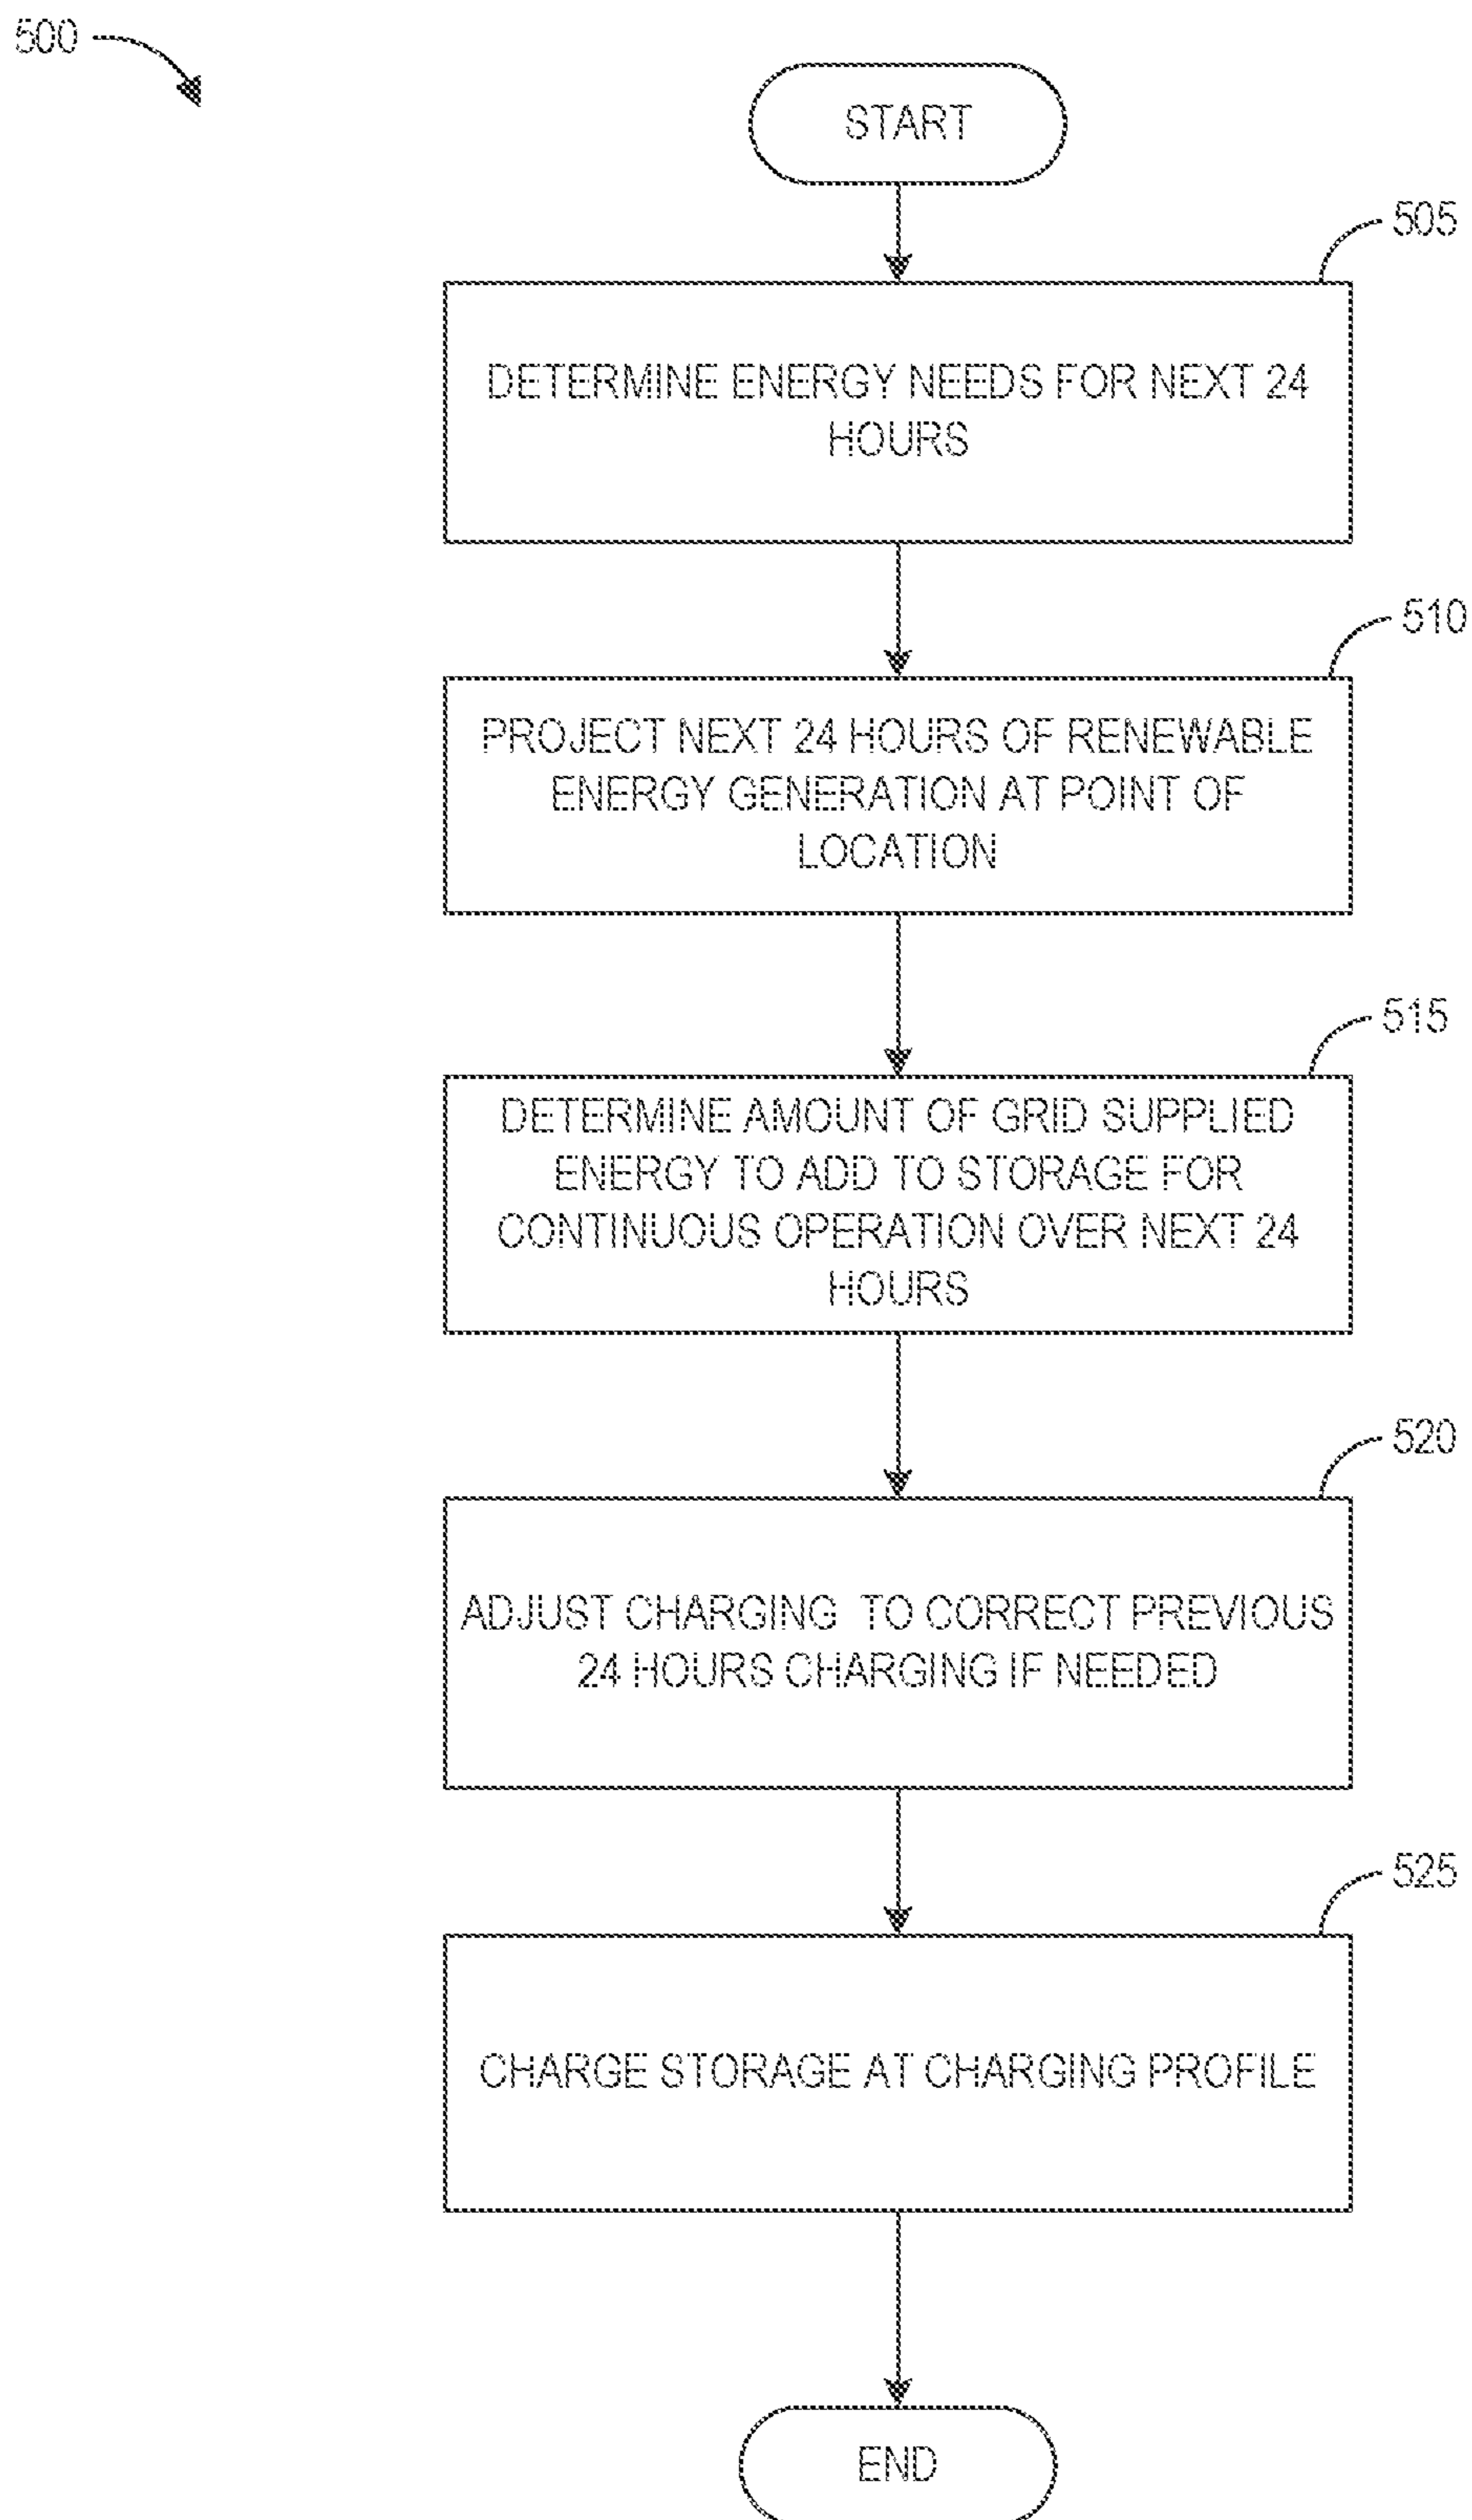 500
START
505
DETERMINE ENERGY NEEDS FOR NEXT 24
HOURS
510
PROJECT NEXT 24 HOURS OF RENEWABLE
ENERGY GENERATION AT POINT OF
LOCATION
515
DETERMINE AMOUNT OF GRID SUPPLIED
ENERGY TO ADD TO STORAGE FOR
CONTINUOUS OPERATION OVER NEXT 24
HOURS
520
ADJUST CHARGING TO CORRECT PREVIOUS
24 HOURS CHARGING IF NEEDED
525
CHARGE STORAGE AT CHARGING PROFILE
END